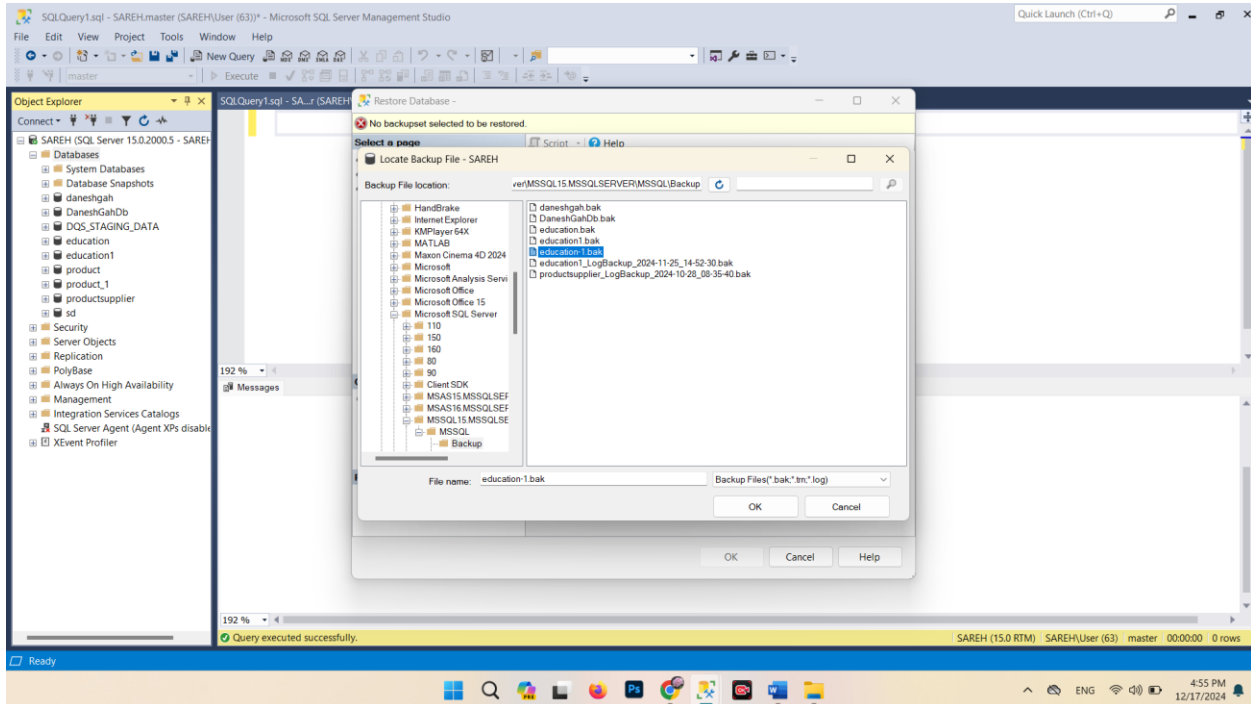 SQLQuery1.sql - SAREH.master (SAREH\User (63))* - Microsoft SQL Server Management Studio
Quick Launch (Ctrl+Q)
File Edit View Project Tools Window Help
New Query
master
Execute
Object Explorer
Connect
SAREH (SQL Server 15.0.2000.5 - SAREH
Databases
System Databases
Database Snapshots
daneshgah
DaneshGahDb
DQS_STAGING_DATA
education
education1
product
product_1
productsupplier
sd
Security
Server Objects
Replication
PolyBase
Always On High Availability
Management
Integration Services Catalogs
SQL Server Agent (Agent XPs disable
XEvent Profiler
SQLQuery1.sql - SA...r (SAREH
Restore Database -
No backupset selected to be restored.
Select a page
Script Help
Locate Backup File - SAREH
Backup File location: ver\MSSQL15.MSSQLSERVER\MSSQL\Backup
HandBrake
Internet Explorer
KMPlayer 64X
MATLAB
Maxon Cinema 4D 2024
Microsoft
Microsoft Analysis Servi
Microsoft Office
Microsoft Office 15
Microsoft SQL Server
110
150
160
80
90
Client SDK
MSAS15.MSSQLSEF
MSAS16.MSSQLSEF
MSSQL15.MSSQLSE
MSSQL
Backup
daneshgah.bak
DaneshGahDb.bak
education.bak
education1.bak
education-1.bak
education1_LogBackup_2024-11-25_14-52-30.bak
productsupplier_LogBackup_2024-10-28_08-35-40.bak
File name: education-1.bak
Backup Files(*.bak;*.trn;*.log)
OK Cancel
OK Cancel Help
192 %
Messages
192 %
Query executed successfully.
SAREH (15.0 RTM) SAREH\User (63) master 00:00:00 0 rows
Ready
ENG
4:55 PM
12/17/2024